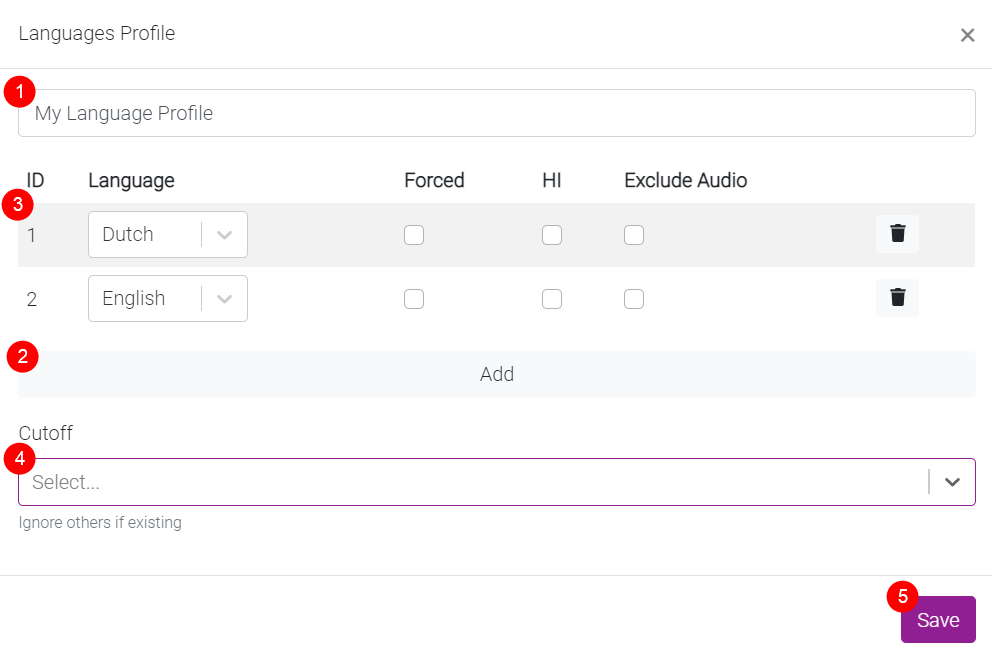 Languages Profile ×
1
My Language Profile
ID Language Forced HI Exclude Audio
3
1 Dutch
2 English
2
Add
Cutoff
4
Select...
Ignore others if existing
5
Save